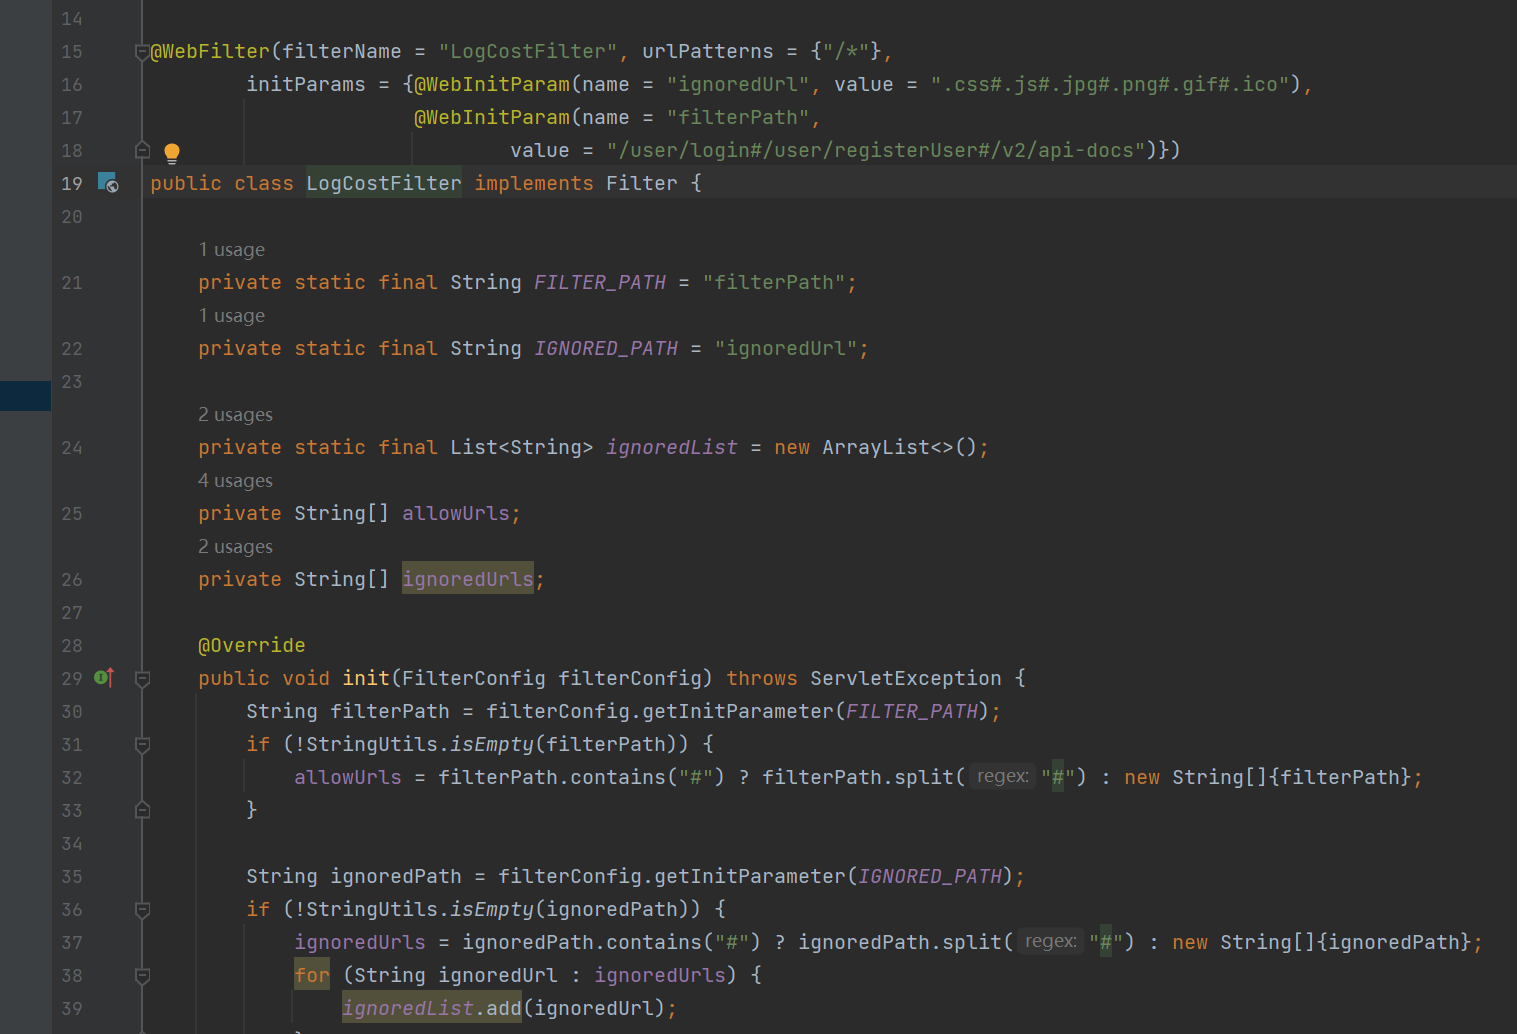 14
15 @WebFilter(filterName = "LogCostFilter", urlPatterns = {"/*"},
16 initParams = {@WebInitParam(name = "ignoredUrl", value = ".css#.js#.jpg#.png#.gif#.ico"),
17 @WebInitParam(name = "filterPath",
18 value = "/user/login#/user/registerUser#/v2/api-docs")})
19 public class LogCostFilter implements Filter {
20
1 usage
21 private static final String FILTER_PATH = "filterPath";
1 usage
22 private static final String IGNORED_PATH = "ignoredUrl";
23
2 usages
24 private static final List<String> ignoredList = new ArrayList<>();
4 usages
25 private String[] allowUrls;
2 usages
26 private String[] ignoredUrls;
27
28 @Override
29 public void init(FilterConfig filterConfig) throws ServletException {
30 String filterPath = filterConfig.getInitParameter(FILTER_PATH);
31 if (!StringUtils.isEmpty(filterPath)) {
32 allowUrls = filterPath.contains("#") ? filterPath.split( regex: "#") : new String[]{filterPath};
33 }
34
35 String ignoredPath = filterConfig.getInitParameter(IGNORED_PATH);
36 if (!StringUtils.isEmpty(ignoredPath)) {
37 ignoredUrls = ignoredPath.contains("#") ? ignoredPath.split( regex: "#") : new String[]{ignoredPath};
38 for (String ignoredUrl : ignoredUrls) {
39 ignoredList.add(ignoredUrl);